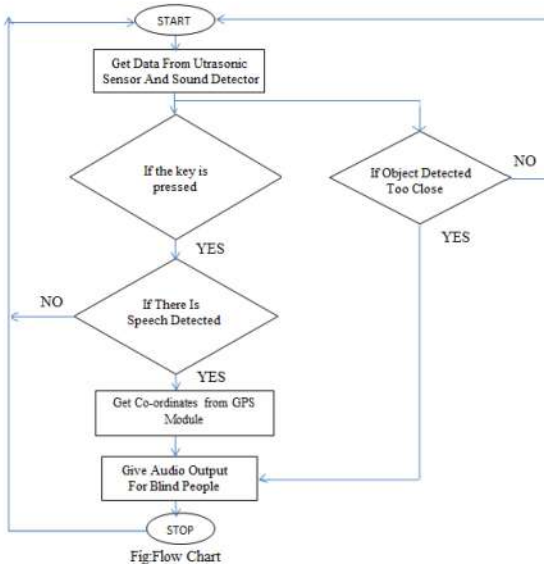 START
Get Data From Utrasonic
Sensor And Sound Detector
If the key is
pressed
If Object Detected
Too Close
NO
YES
YES
NO
If There Is
Speech Detected
YES
Get Co-ordinates from GPS
Module
Give Audio Output
For Blind People
STOP
Fig:Flow Chart